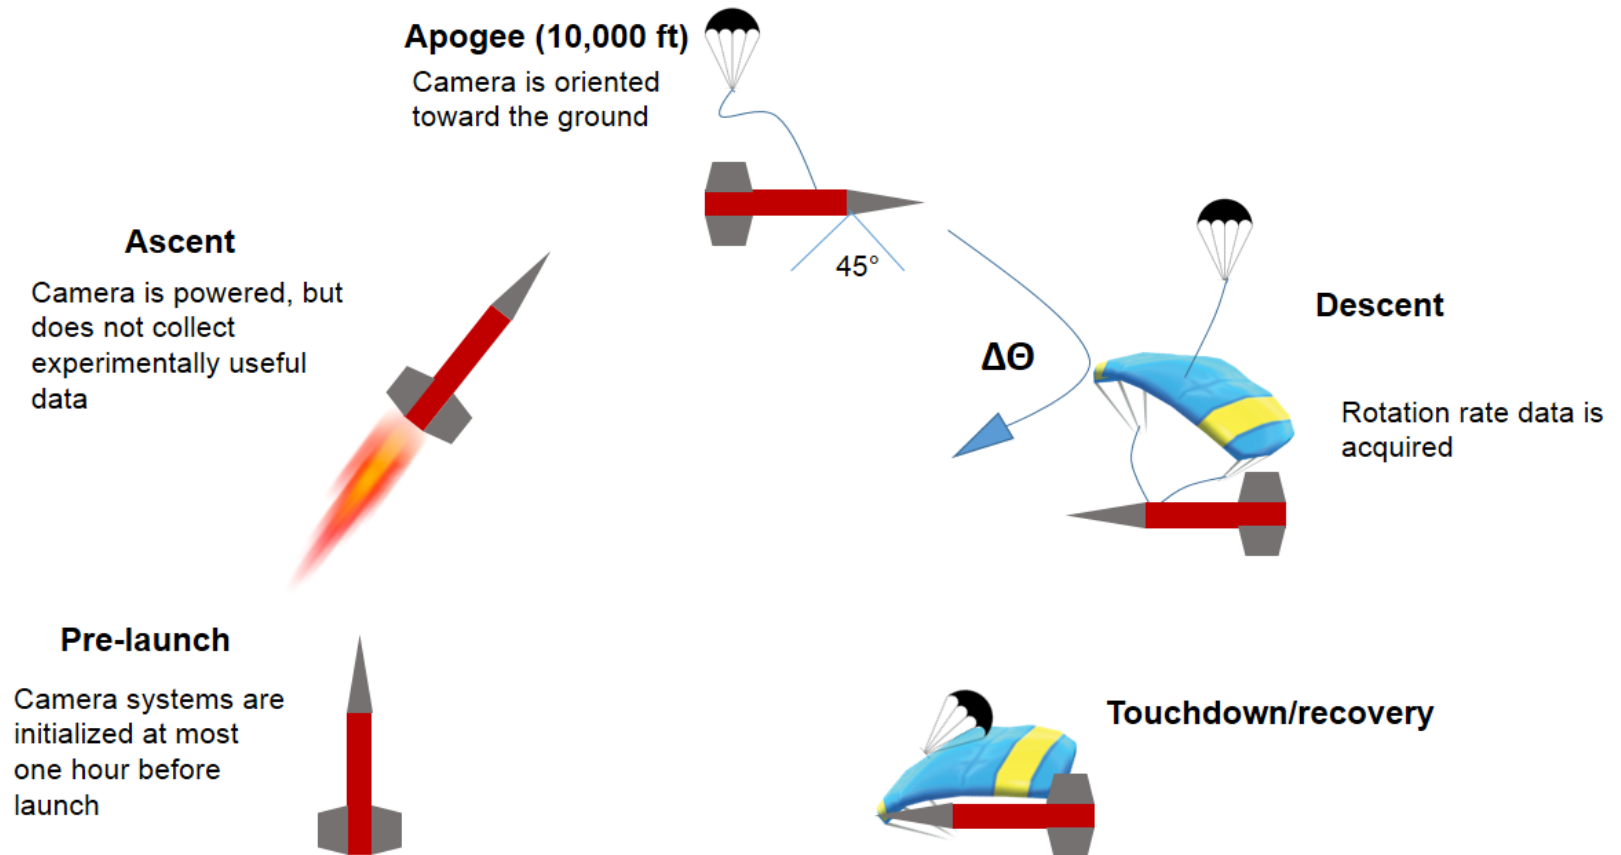 Apogee (10,000 ft)
Camera is oriented
toward the ground
45°
Ascent
Camera is powered, but
does not collect
experimentally useful
data
Descent
ΔΘ
Rotation rate data is
acquired
Pre-launch
Camera systems are
initialized at most
one hour before
launch
Touchdown/recovery